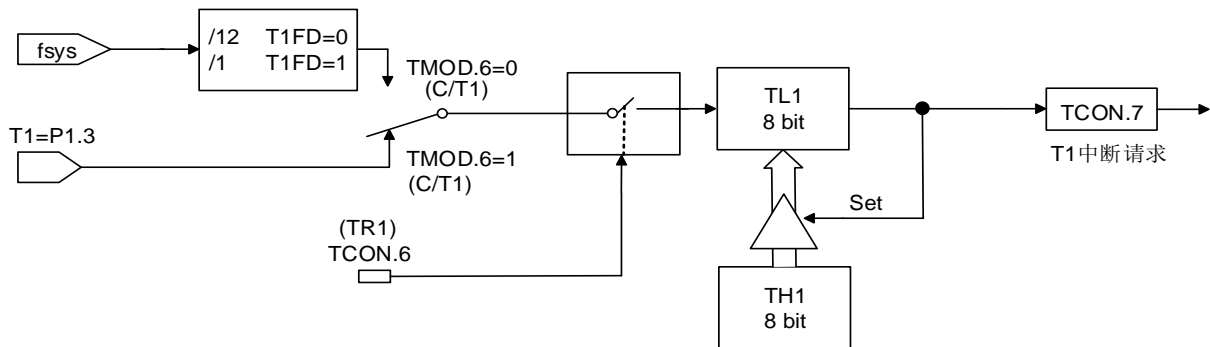 fsys
/12 T1FD=0
/1 T1FD=1
TMOD.6=0
(C/T1)
T1=P1.3
TMOD.6=1
(C/T1)
(TR1)
TCON.6
TL1
8 bit
Set
TH1
8 bit
TCON.7
T1中断请求